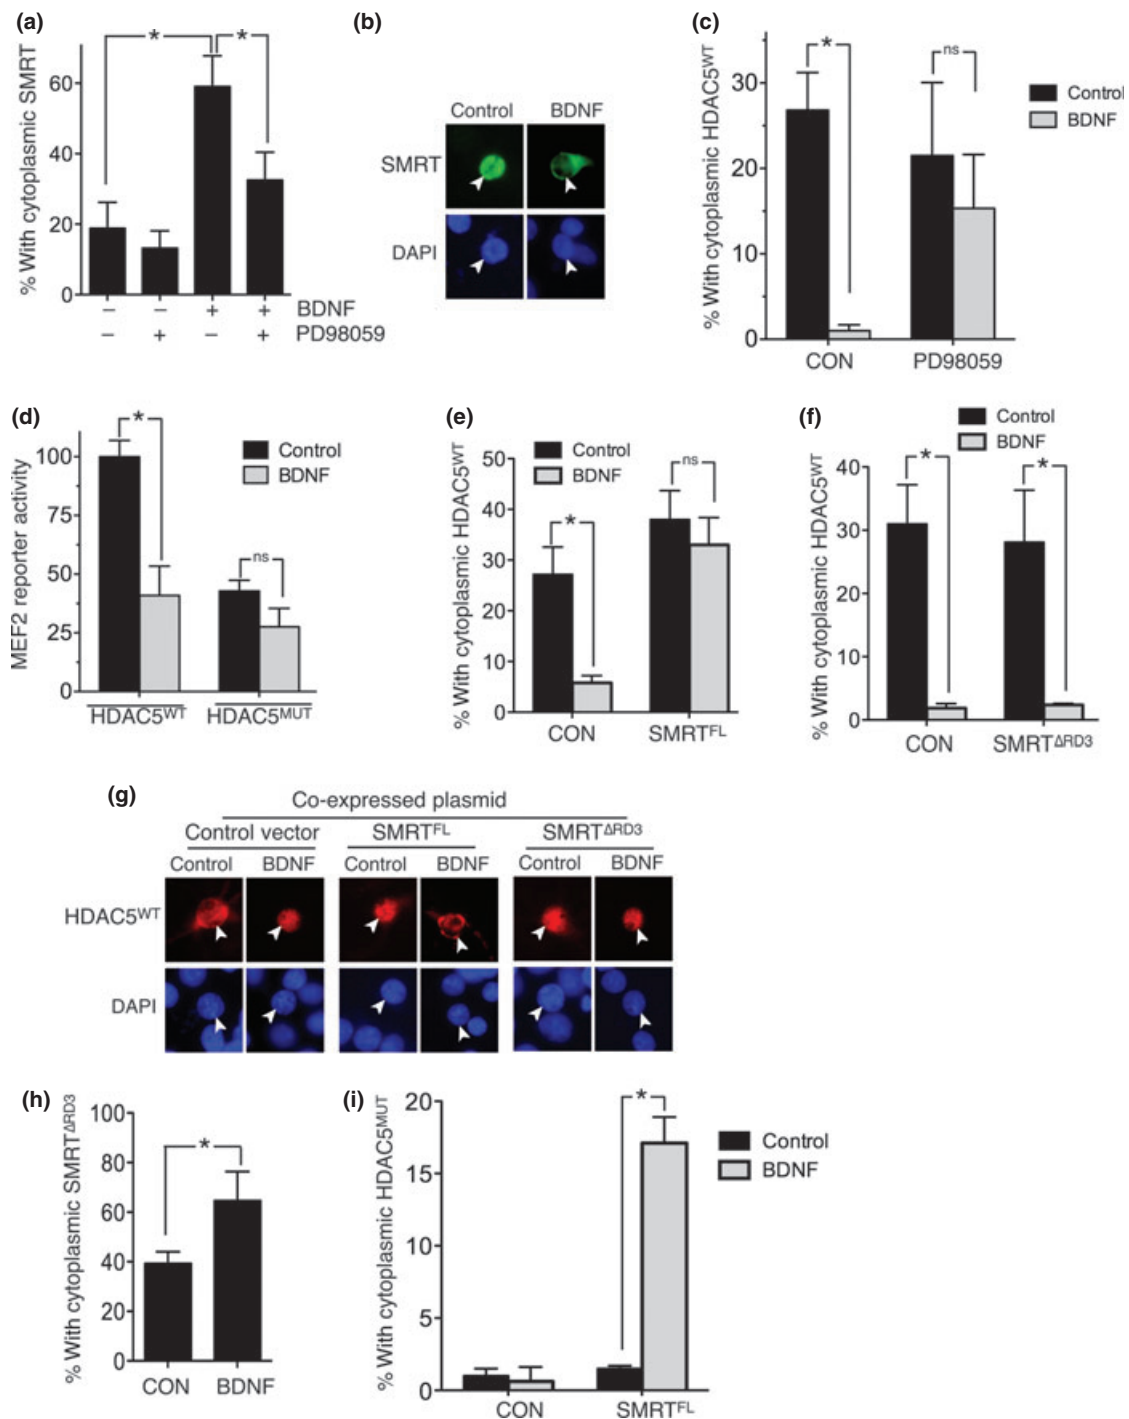 (a)
% With cytoplasmic SMRT
60
40
20
0
*
*
− − + + BDNF
− + − + PD98059
(b)
Control BDNF
SMRT
DAPI
(c)
% With cytoplasmic HDAC5WT
30
20
10
0
*
ns
CON PD98059
Control
BDNF
(d)
MEF2 reporter activity
100
75
50
25
0
*
ns
Control
BDNF
HDAC5WT HDAC5MUT
(e)
% With cytoplasmic HDAC5WT
50
40
30
20
10
0
Control
BDNF
*
ns
CON SMRTFL
(f)
% With cytoplasmic HDAC5WT
40
30
20
10
0
Control
BDNF
*
*
CON SMRTΔRD3
(g)
Co-expressed plasmid
Control vector SMRTFL SMRTΔRD3
Control BDNF Control BDNF Control BDNF
HDAC5WT
DAPI
(h)
% With cytoplasmic SMRTΔRD3
100
80
60
40
20
0
*
CON BDNF
(i)
% With cytoplasmic HDAC5MUT
20
15
10
5
0
*
CON SMRTFL
Control
BDNF